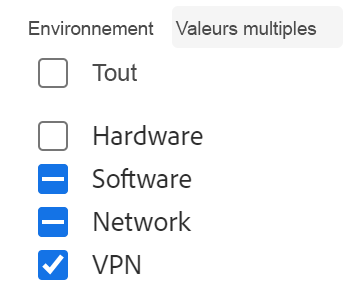 Environnement Valeurs multiples
Tout
Hardware
Software
Network
VPN